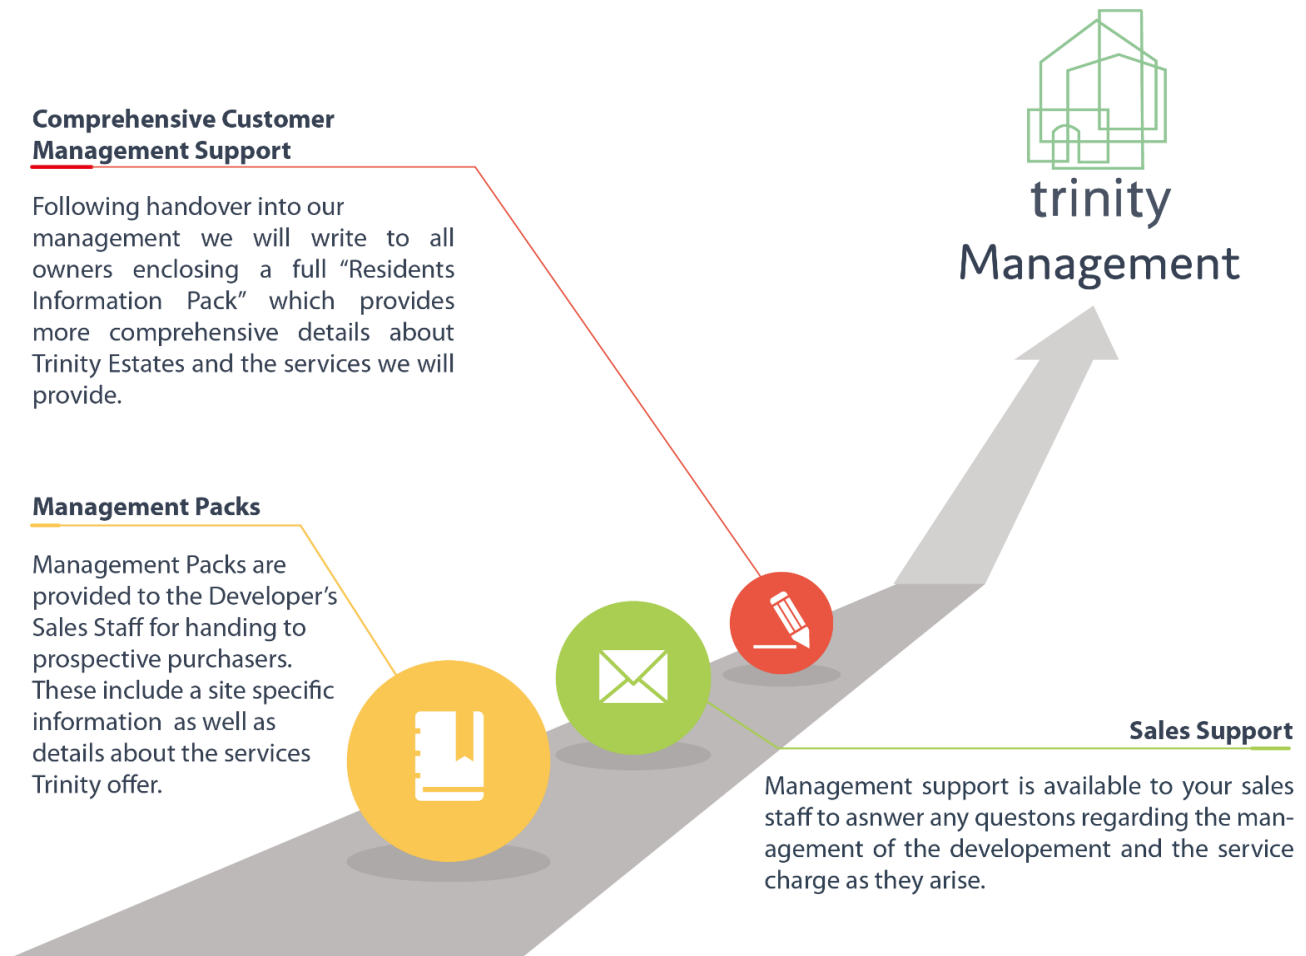 trinity
Management
Comprehensive Customer
Management Support
Following handover into our
management we will write to all
owners enclosing a full “Residents
Information Pack” which provides
more comprehensive details about
Trinity Estates and the services we will
provide.
Management Packs
Management Packs are
provided to the Developer’s
Sales Staff for handing to
prospective purchasers.
These include a site specific
information as well as
details about the services
Trinity offer.
Sales Support
Management support is available to your sales
staff to asnwer any questons regarding the man-
agement of the developement and the service
charge as they arise.